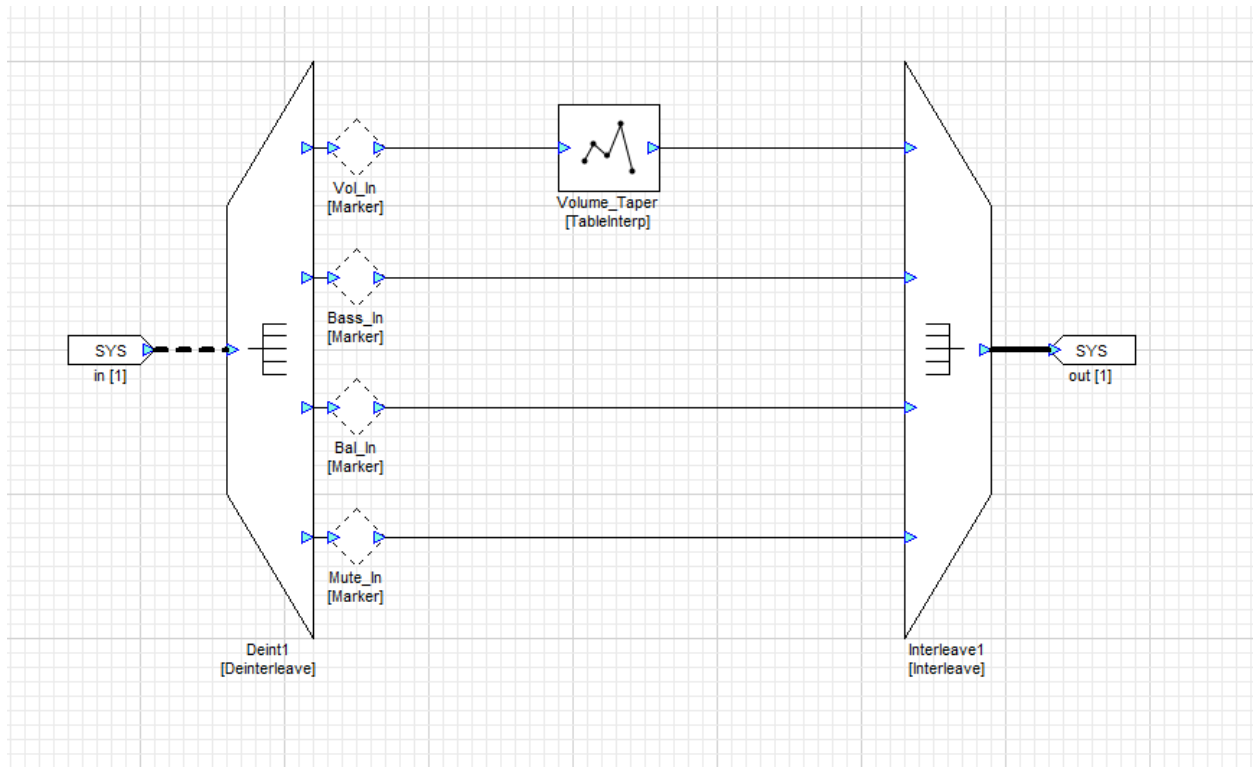 Vol_In
[Marker]
Volume_Taper
[TableInterp]
Bass_In
[Marker]
SYS
in [1]
SYS
out [1]
Bal_In
[Marker]
Mute_In
[Marker]
Deint1
[Deinterleave]
Interleave1
[Interleave]